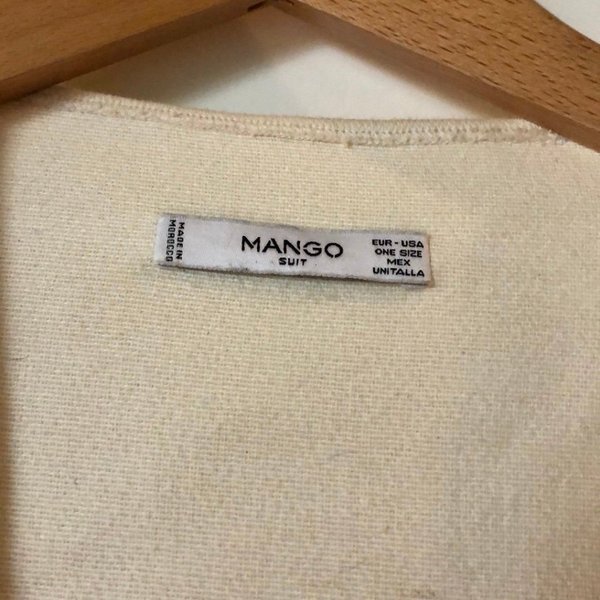 MADE IN
MOROCCO
MANGO
SUIT
EUR - USA
ONE SIZE
MEX
UNITALLA